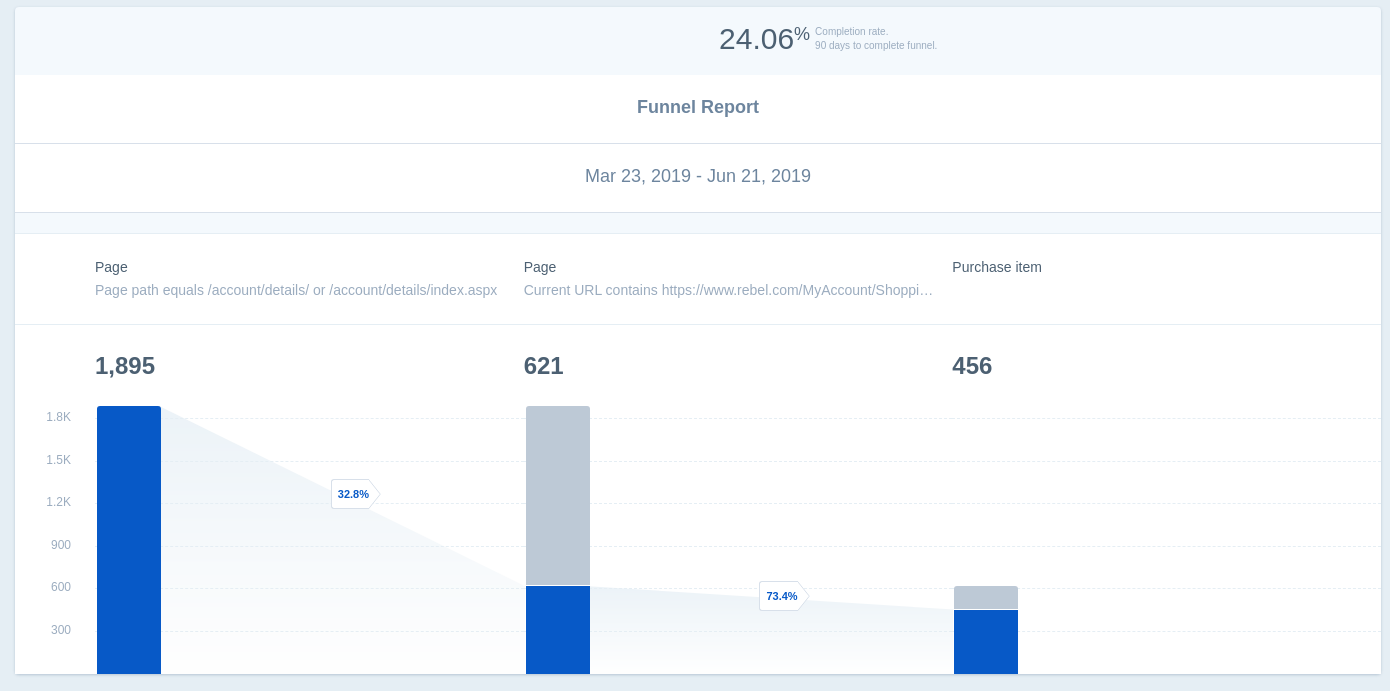 24.06%
Completion rate.
90 days to complete funnel.
Funnel Report
Mar 23, 2019 - Jun 21, 2019
Page
Page path equals /account/details/ or /account/details/index.aspx
Page
Current URL contains https://www.rebel.com/MyAccount/Shoppi…
Purchase item
1,895
621
456
1.8K
1.5K
1.2K
900
600
300
32.8%
73.4%